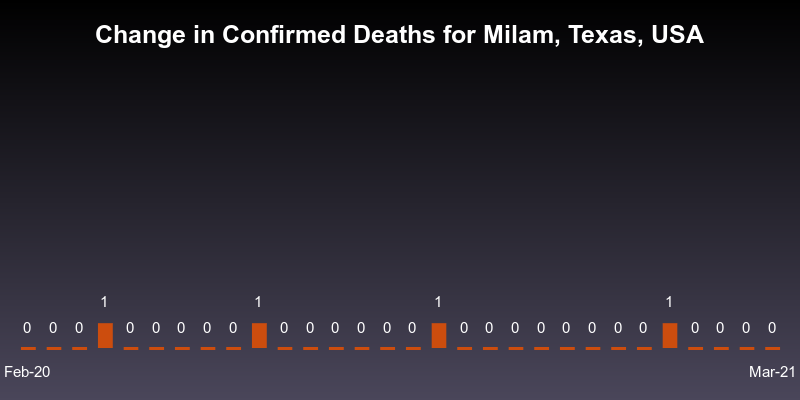 Change in Confirmed Deaths for Milam, Texas, USA
1 1 1 1
0 0 0 0 0 0 0 0 0 0 0 0 0 0 0 0 0 0 0 0 0 0 0 0 0 0
Feb-20 Mar-21